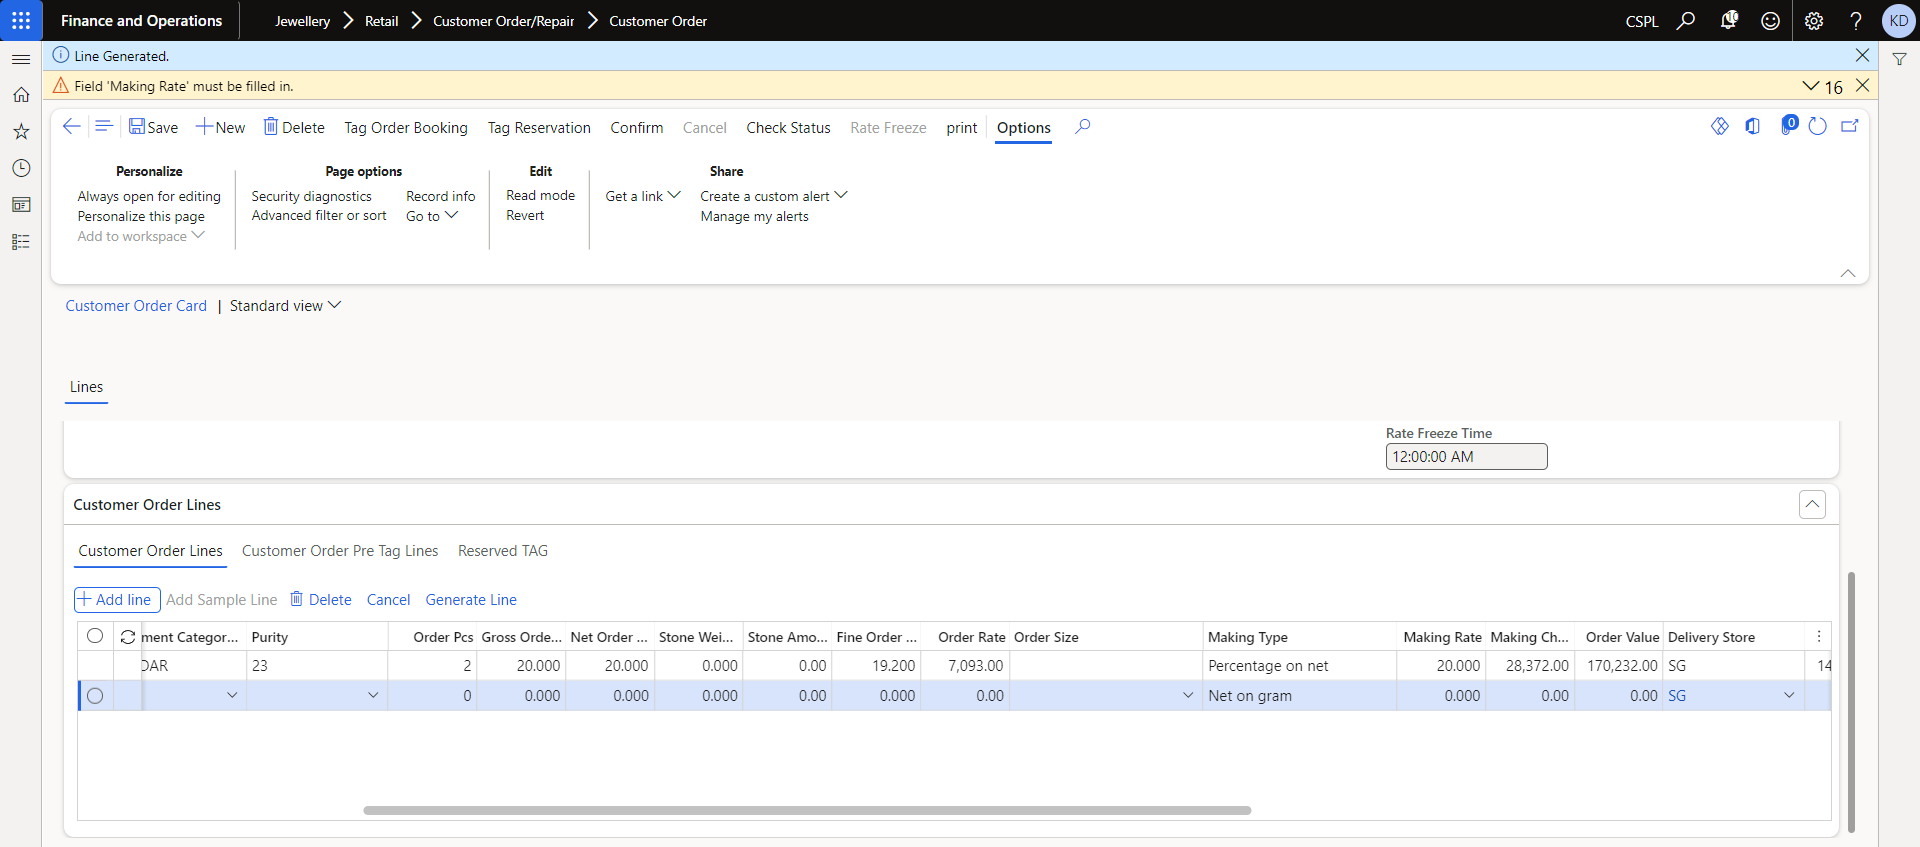 Finance and Operations
Jewellery Retail Customer Order/Repair Customer Order
CSPL
KD
Line Generated.
Field 'Making Rate' must be filled in.
16
Save New Delete Tag Order Booking Tag Reservation Confirm Cancel Check Status Rate Freeze print Options
0
Personalize
Always open for editing
Personalize this page
Add to workspace
Page options
Security diagnostics
Advanced filter or sort
Record info
Go to
Edit
Read mode
Revert
Share
Get a link
Create a custom alert
Manage my alerts
Customer Order Card | Standard view
Lines
Rate Freeze Time
12:00:00 AM
Customer Order Lines
Customer Order Lines Customer Order Pre Tag Lines Reserved TAG
Add line Add Sample Line Delete Cancel Generate Line
ment Categor... Purity Order Pcs Gross Orde... Net Order ... Stone Wei... Stone Amo... Fine Order ... Order Rate Order Size Making Type Making Rate Making Ch... Order Value Delivery Store
DAR 23 2 20.000 20.000 0.000 0.00 19.200 7,093.00 Percentage on net 20.000 28,372.00 170,232.00 SG 14
0 0.000 0.000 0.000 0.00 0.000 0.00 Net on gram 0.000 0.00 0.00 SG